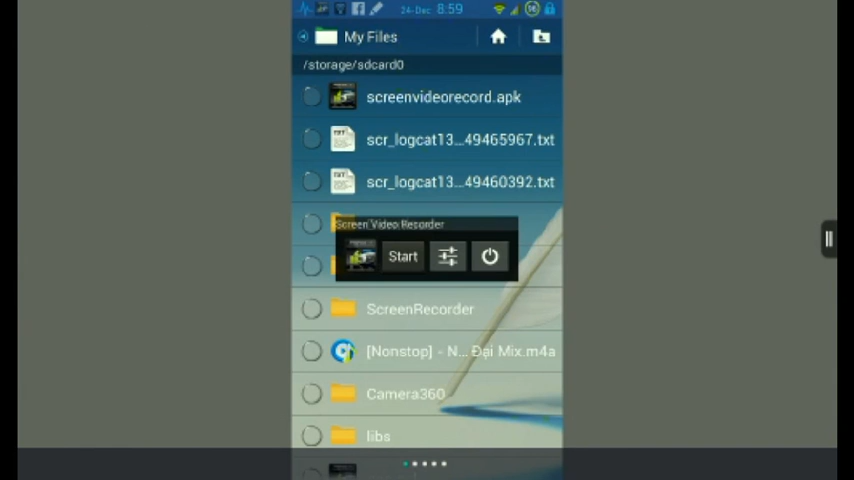 24-Dec 8:59
My Files
/storage/sdcard0
screenvideorecord.apk
scr_logcat13...49465967.txt
scr_logcat13...49460392.txt
Screen Video Recorder
Start
ScreenRecorder
[Nonstop] - N... Đại Mix.m4a
Camera360
libs